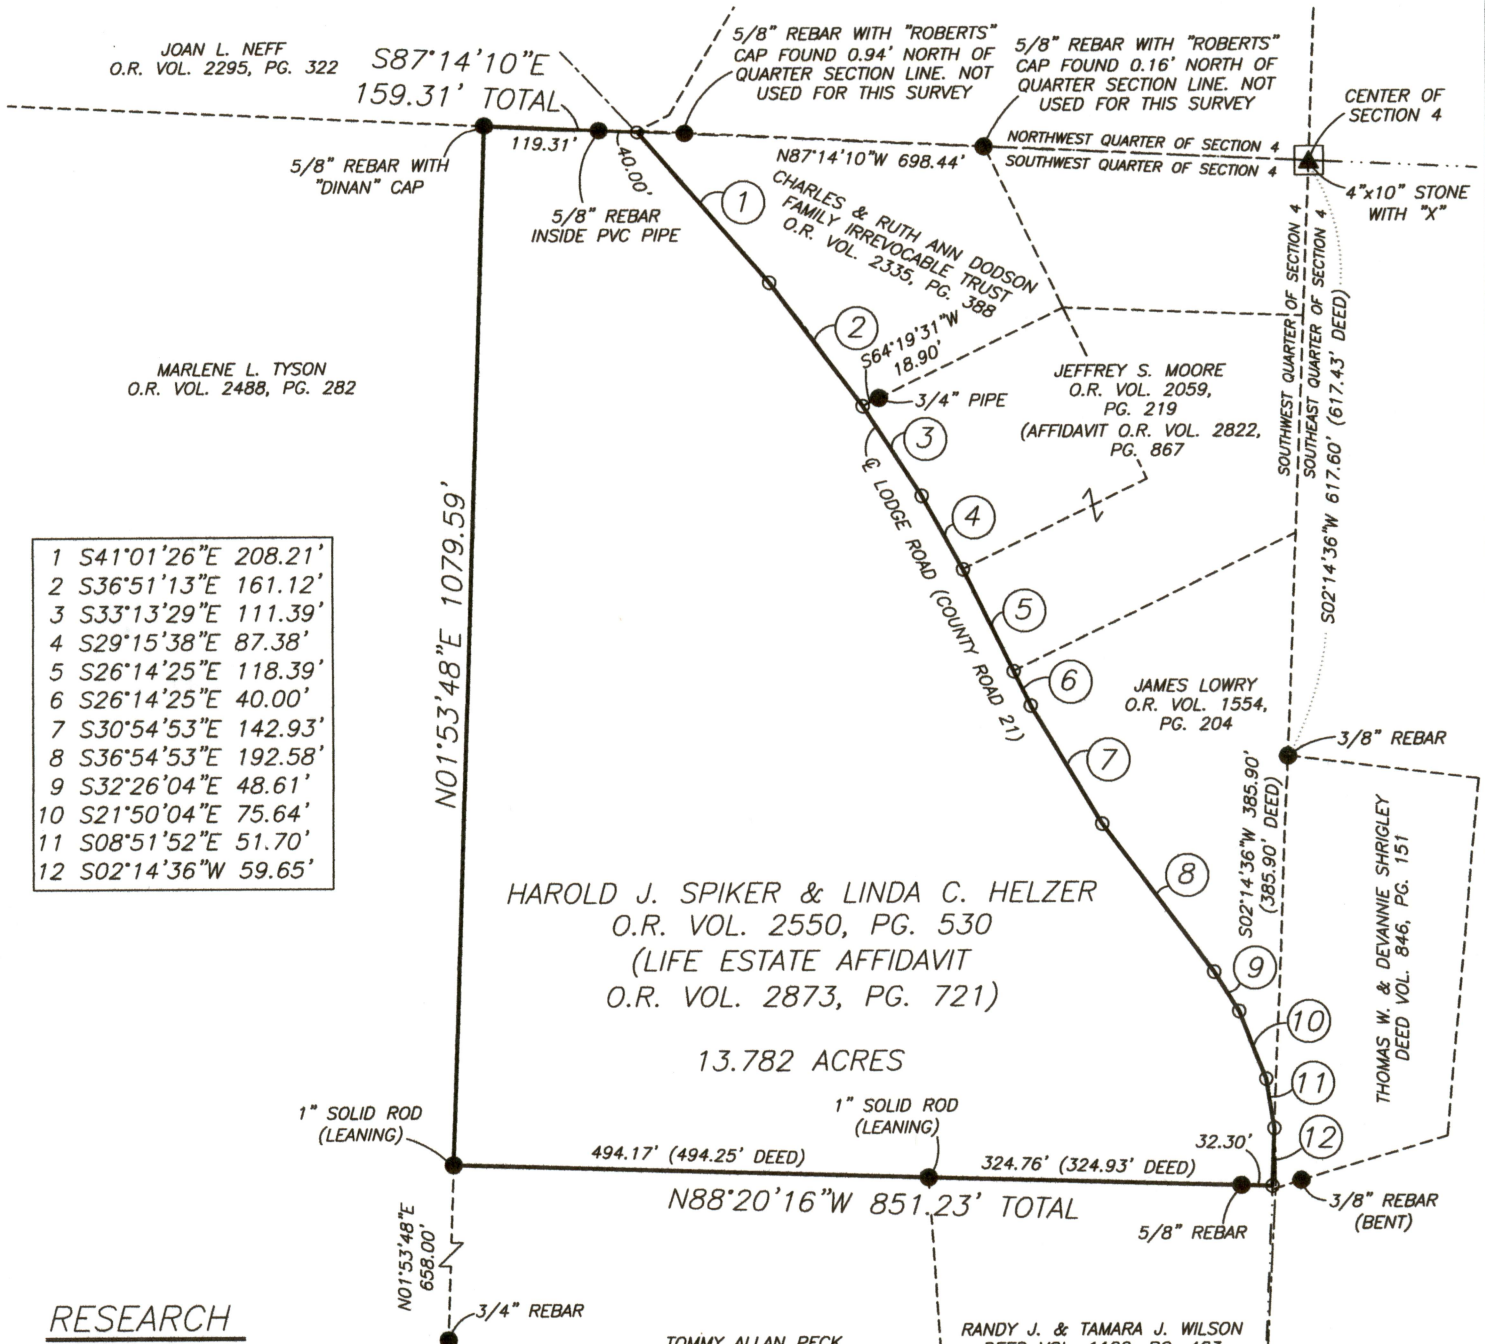 JOAN L. NEFF
O.R. VOL. 2295, PG. 322
S87°14'10"E
159.31' TOTAL
5/8" REBAR WITH "ROBERTS"
CAP FOUND 0.94' NORTH OF
QUARTER SECTION LINE. NOT
USED FOR THIS SURVEY
5/8" REBAR WITH "ROBERTS"
CAP FOUND 0.16' NORTH OF
QUARTER SECTION LINE. NOT
USED FOR THIS SURVEY
CENTER OF
SECTION 4
119.31'
40.00'
N87°14'10"W 698.44'
NORTHWEST QUARTER OF SECTION 4
SOUTHWEST QUARTER OF SECTION 4
5/8" REBAR WITH
"DINAN" CAP
5/8" REBAR
INSIDE PVC PIPE
4"x10" STONE
WITH "X"
1
CHARLES & RUTH ANN DODSON
FAMILY IRREVOCABLE TRUST
O.R. VOL. 2335, PG. 388
2
S64°19'31"W
18.90'
3/4" PIPE
SOUTHWEST QUARTER OF SECTION 4
SOUTHEAST QUARTER OF SECTION 4
S02°14'36"W 617.60' (617.43' DEED)
MARLENE L. TYSON
O.R. VOL. 2488, PG. 282
JEFFREY S. MOORE
O.R. VOL. 2059,
PG. 219
(AFFIDAVIT O.R. VOL. 2822,
PG. 867
3
4
℄ LODGE ROAD (COUNTY ROAD 21)
N01°53'48"E 1079.59'
1 S41°01'26"E 208.21'
2 S36°51'13"E 161.12'
3 S33°13'29"E 111.39'
4 S29°15'38"E 87.38'
5 S26°14'25"E 118.39'
6 S26°14'25"E 40.00'
7 S30°54'53"E 142.93'
8 S36°54'53"E 192.58'
9 S32°26'04"E 48.61'
10 S21°50'04"E 75.64'
11 S08°51'52"E 51.70'
12 S02°14'36"W 59.65'
5
6
JAMES LOWRY
O.R. VOL. 1554,
PG. 204
3/8" REBAR
7
8
S02°14'36"W 385.90'
(385.90' DEED)
THOMAS W. & DEVANNIE SHRIGLEY
DEED VOL. 846, PG. 151
HAROLD J. SPIKER & LINDA C. HELZER
O.R. VOL. 2550, PG. 530
(LIFE ESTATE AFFIDAVIT
O.R. VOL. 2873, PG. 721)
13.782 ACRES
9
10
11
12
1" SOLID ROD
(LEANING)
1" SOLID ROD
(LEANING)
494.17' (494.25' DEED)
324.76' (324.93' DEED)
32.30'
N88°20'16"W 851.23' TOTAL
5/8" REBAR
3/8" REBAR
(BENT)
N01°53'48"E
658.00'
3/4" REBAR
RESEARCH
TOMMY ALLAN PECK
RANDY J. & TAMARA J. WILSON